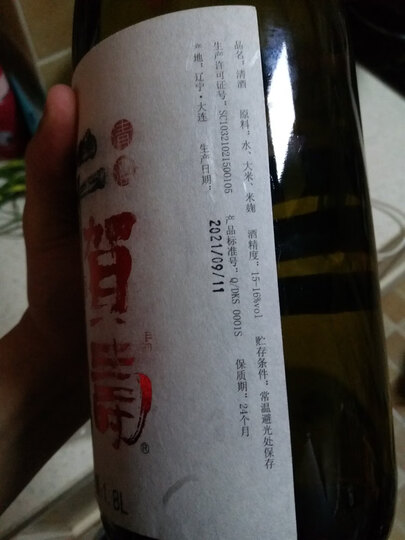 品名：清酒　原料：水、大米、米麹　酒精度：15-16%vol　贮存条件：常温避光处保存
生产许可证号：SC10321021500105　产品标准号：Q/DKS 0001S　保质期：24个月
产地：辽宁·大连　生产日期：2021/09/11
賀寿
®
1.8L